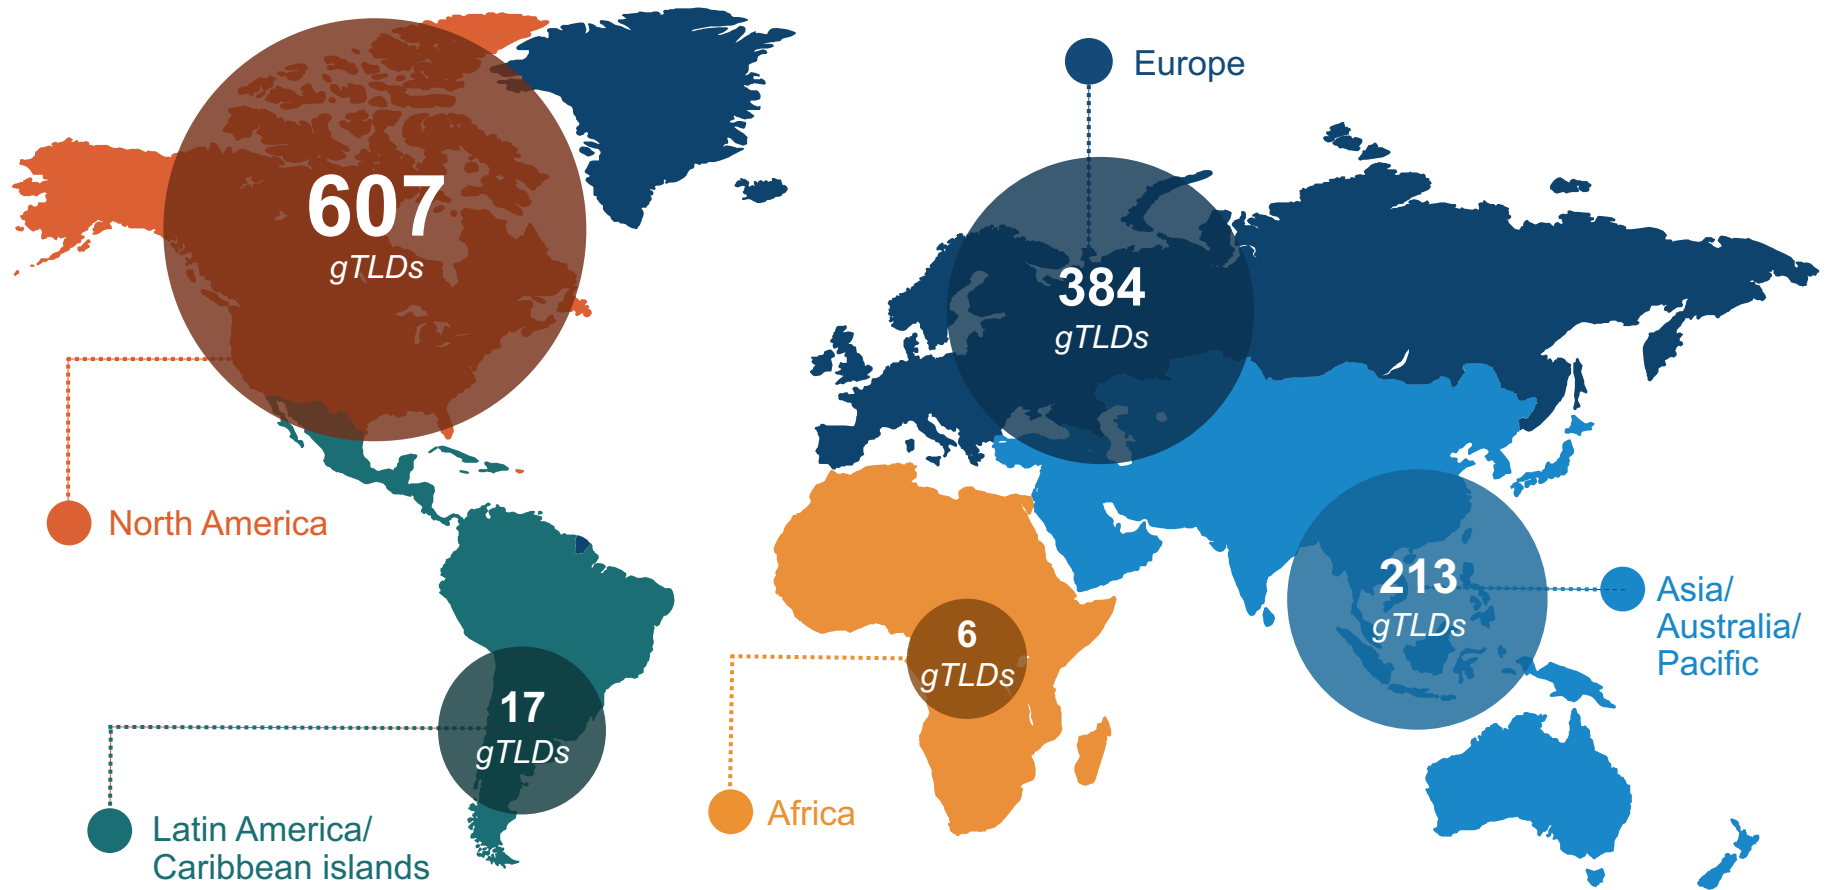 607
gTLDs
North America
Europe
384
gTLDs
213
gTLDs
Asia/
Australia/
Pacific
6
gTLDs
Africa
17
gTLDs
Latin America/
Caribbean islands